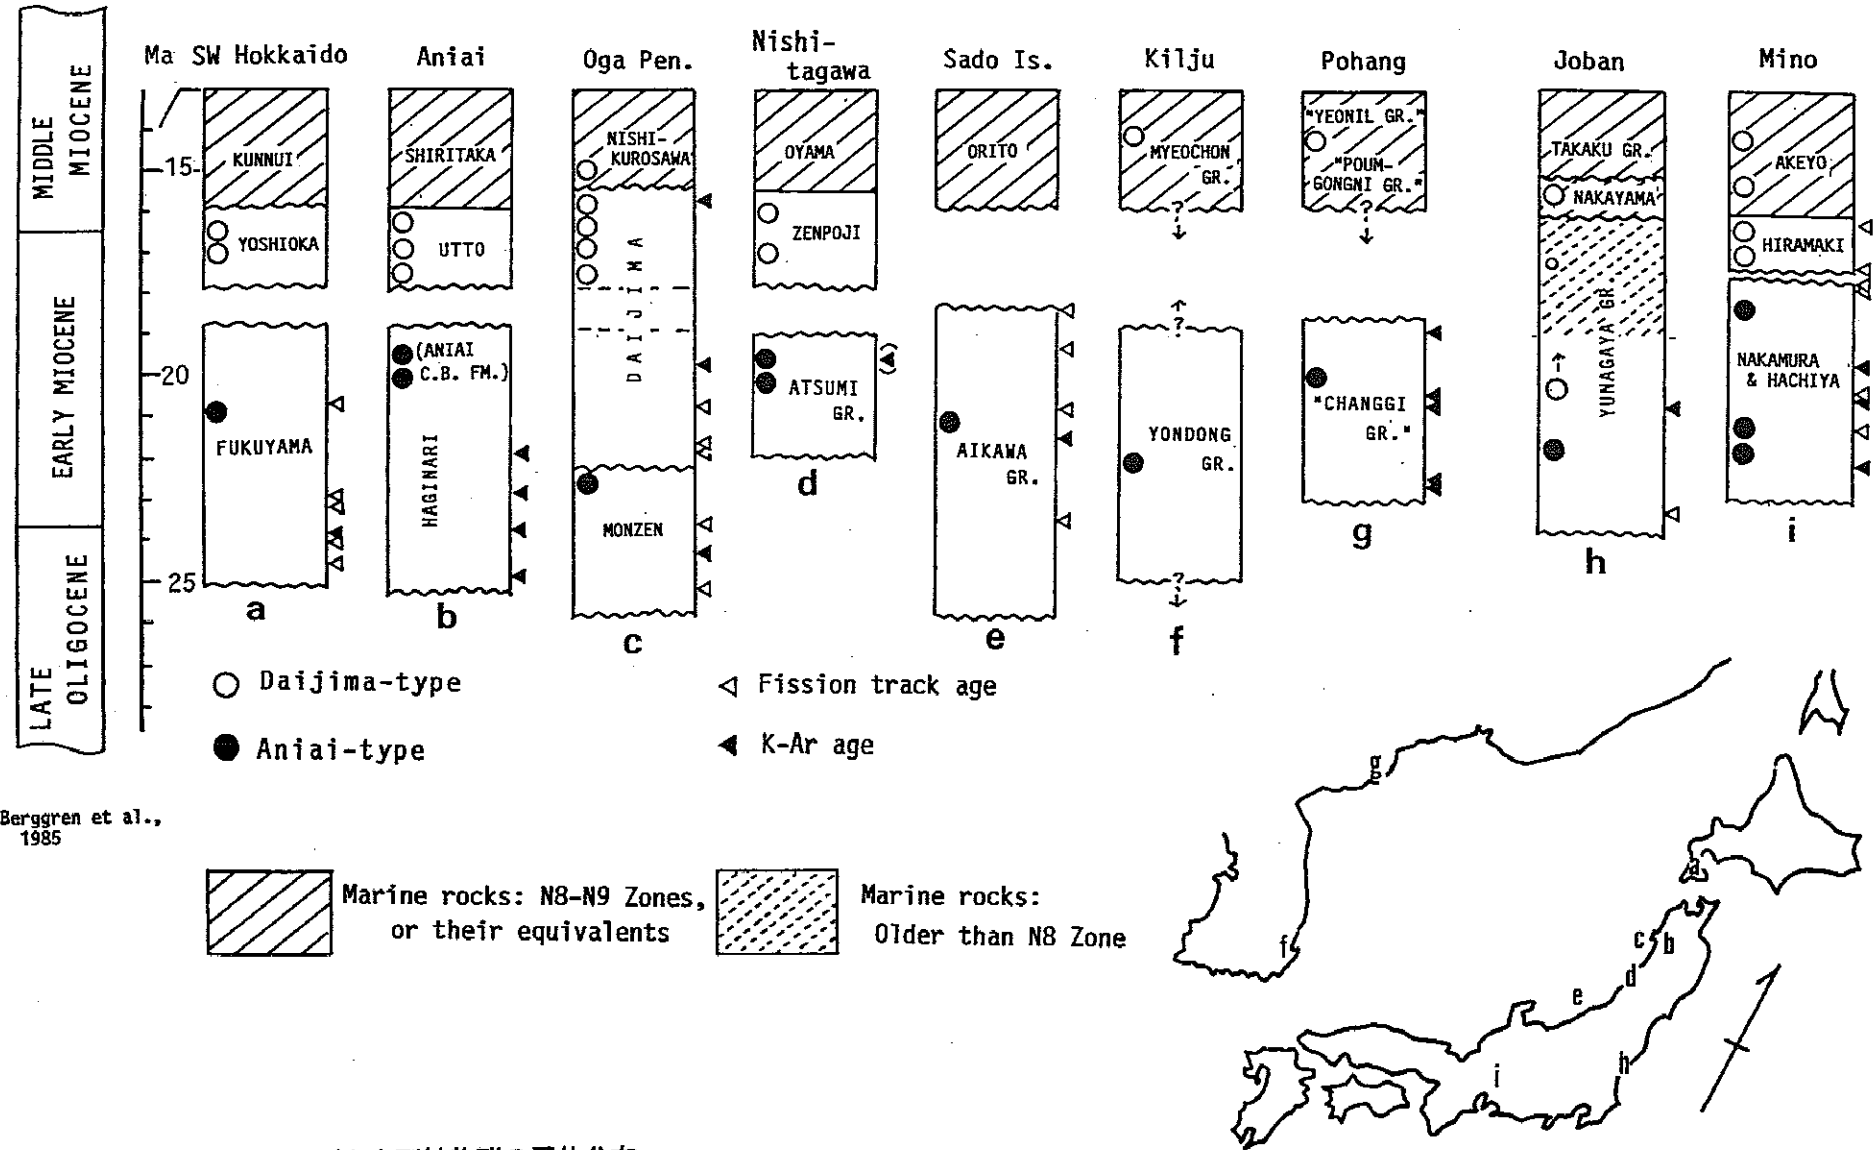 Ma SW Hokkaido
Aniai
Oga Pen.
Nishi-
tagawa
Sado Is.
Kilju
Pohang
Joban
Mino
MIDDLE
MIOCENE
EARLY MIOCENE
LATE
OLIGOCENE
15
20
25
KUNNUI
YOSHIOKA
FUKUYAMA
a
SHIRITAKA
UTTO
(ANIAI
C.B. FM.)
HAGINARI
b
NISHI-
KUROSAWA
DAIJIMA
MONZEN
c
OYAMA
ZENPOJI
ATSUMI
GR.
d
ORITO
AIKAWA
GR.
e
MYEOCHON
GR.
?
?
YONDONG
GR.
?
f
"YEONIL GR."
"POUM-
GONGNI GR."
?
"CHANGGI
GR."
g
TAKAKU GR.
NAKAYAMA
YUNAGAYA GR
h
AKEYO
HIRAMAKI
NAKAMURA
& HACHIYA
i
Daijima-type
Aniai-type
Fission track age
K-Ar age
Berggren et al.,
1985
Marine rocks: N8-N9 Zones,
or their equivalents
Marine rocks:
Older than N8 Zone
g
f
a
c
b
d
e
h
i